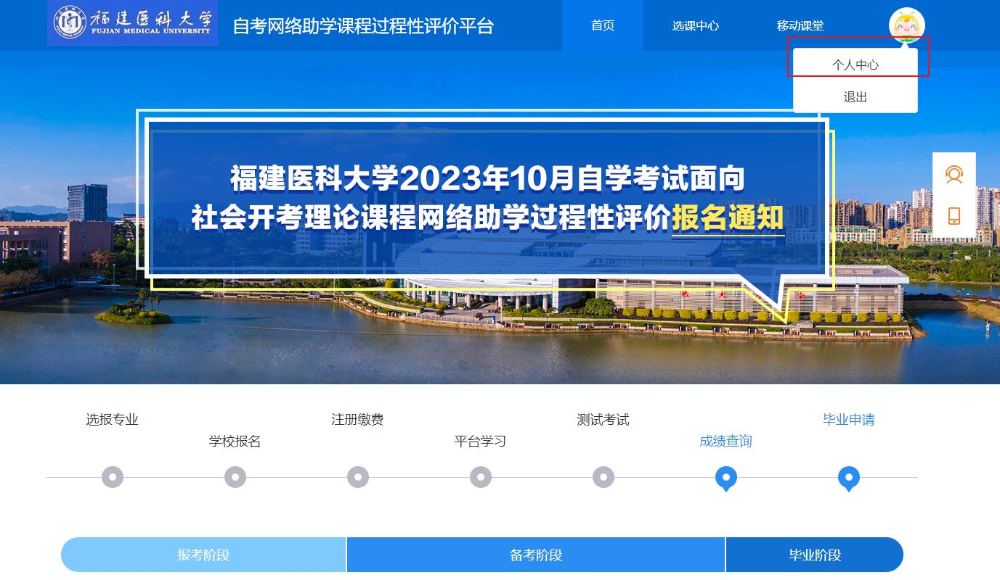 福建医科大学
FUJIAN MEDICAL UNIVERSITY
自考网络助学课程过程性评价平台
首页
选课中心
移动课堂
个人中心
退出
福建医科大学2023年10月自学考试面向
社会开考理论课程网络助学过程性评价报名通知
选报专业
学校报名
注册缴费
平台学习
测试考试
成绩查询
毕业申请
报考阶段
备考阶段
毕业阶段